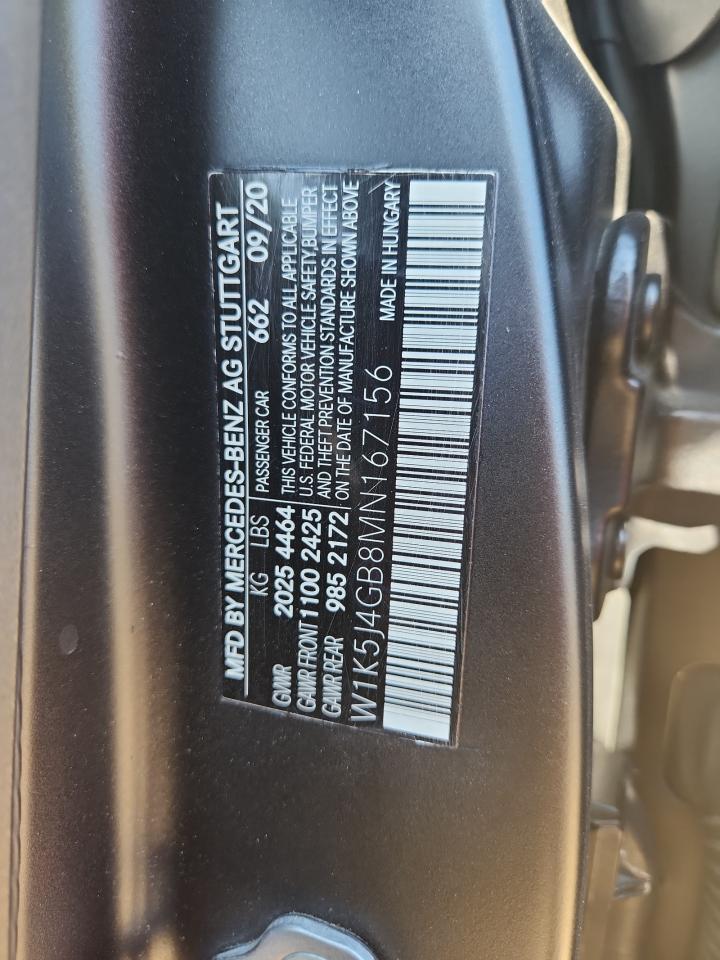 MFD BY MERCEDES-BENZ AG STUTTGART
KG LBS PASSENGER CAR 662 09/20
GVWR 2025 4464 THIS VEHICLE CONFORMS TO ALL APPLICABLE
GAWR FRONT 1100 2425 U.S. FEDERAL MOTOR VEHICLE SAFETY, BUMPER
GAWR REAR 985 2172 AND THEFT PREVENTION STANDARDS IN EFFECT
ON THE DATE OF MANUFACTURE SHOWN ABOVE
W1K5J4GB8MN167156 MADE IN HUNGARY